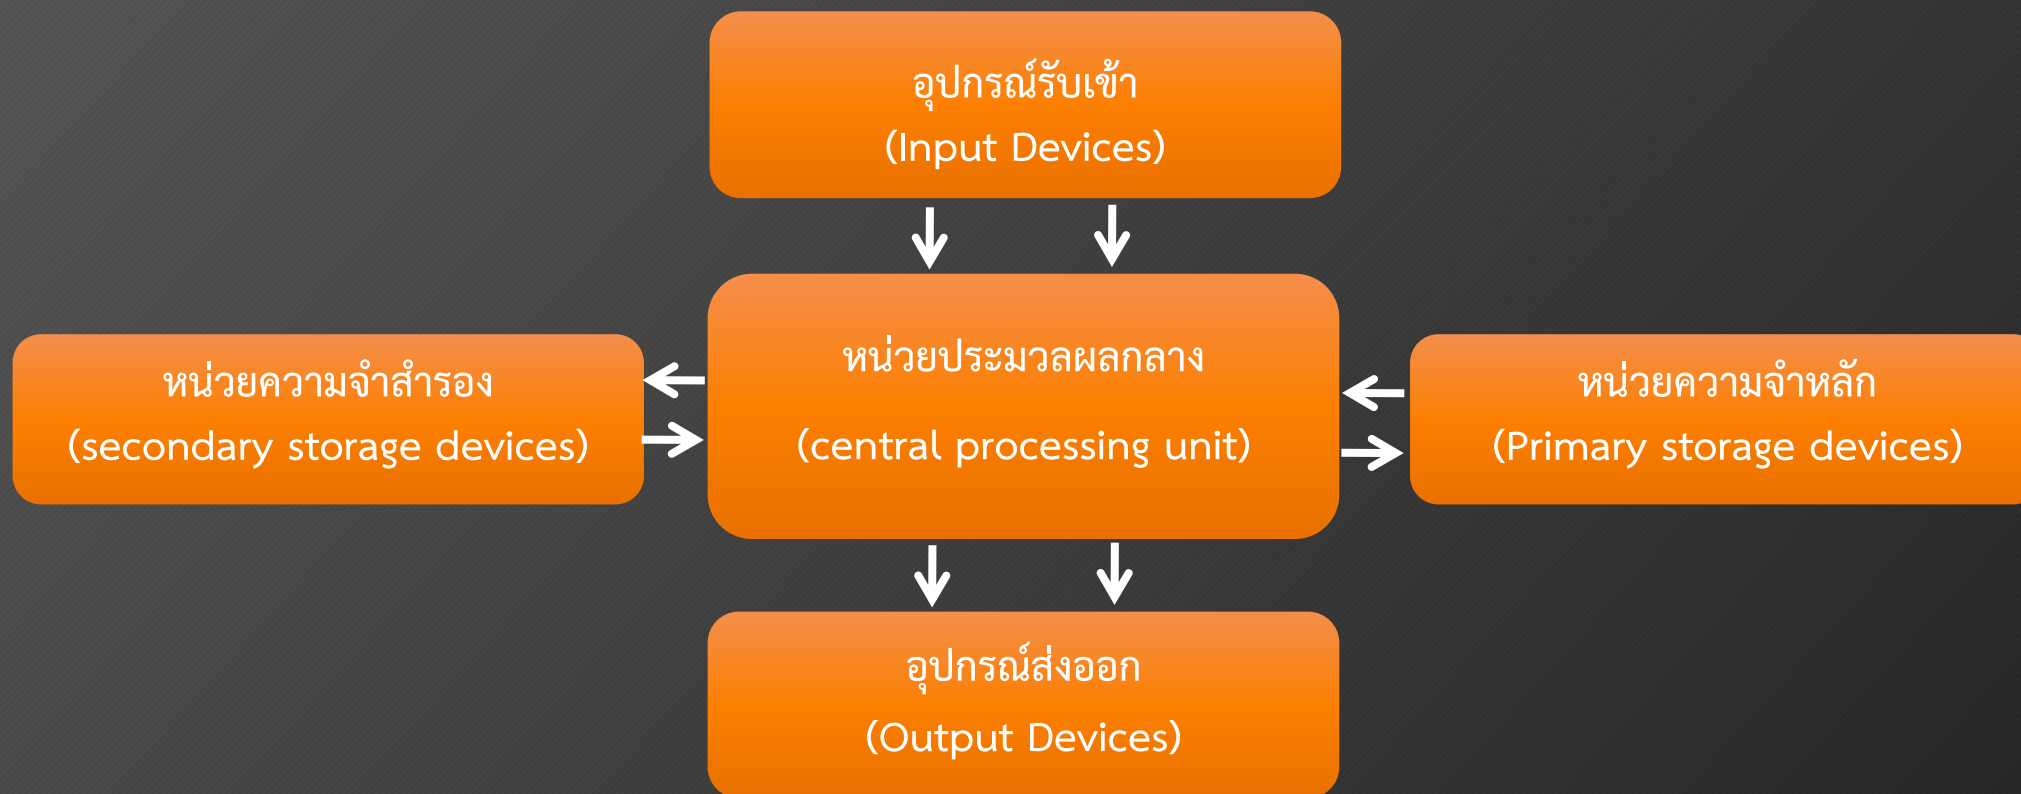 อุปกรณ์รับเข้า
(Input Devices)
หน่วยความจำสำรอง
(secondary storage devices)
หน่วยประมวลผลกลาง
(central processing unit)
หน่วยความจำหลัก
(Primary storage devices)
อุปกรณ์ส่งออก
(Output Devices)